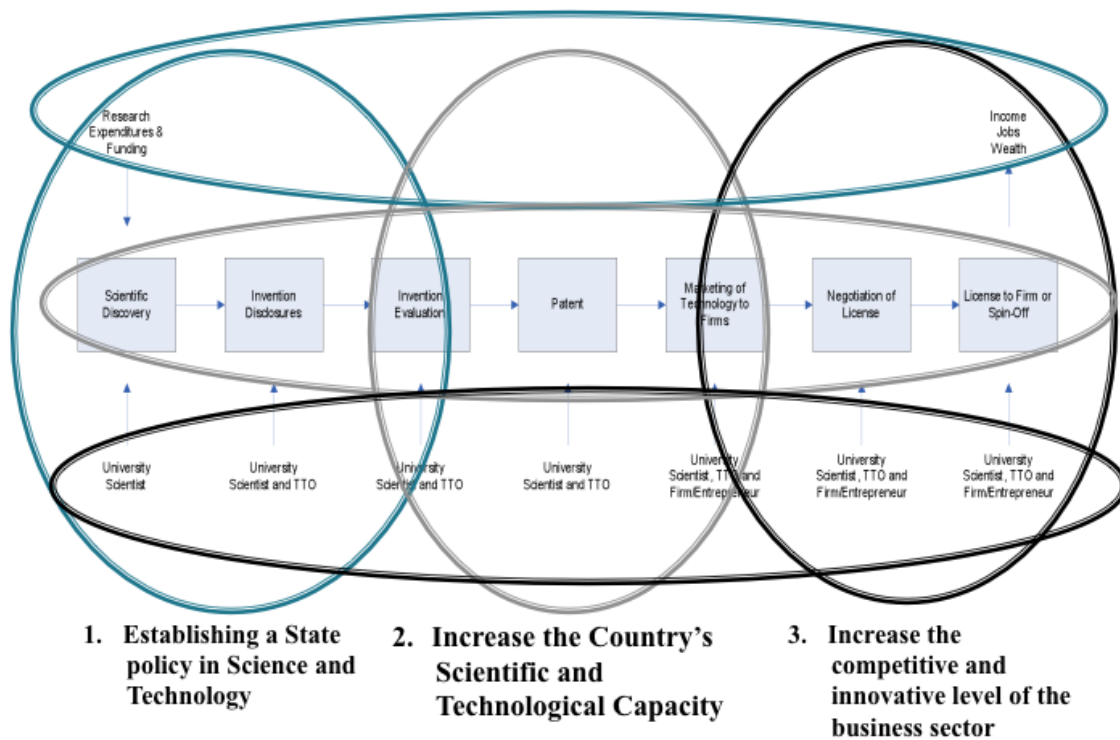 Research
Expenditures &
Funding
Income
Jobs
Wealth
Scientific
Discovery
Invention
Disclosures
Invention
Evaluation
Patent
Marketing of
Technology to
Firms
Negotiation of
License
License to Firm or
Spin-Off
University
Scientist
University
Scientist and TTO
University
Scientist and TTO
University
Scientist and TTO
University
Scientist, TTO and
Firm/Entrepreneur
University
Scientist, TTO and
Firm/Entrepreneur
University
Scientist, TTO and
Firm/Entrepreneur
1. Establishing a State
policy in Science and
Technology
2. Increase the Country's
Scientific and
Technological Capacity
3. Increase the
competitive and
innovative level of the
business sector